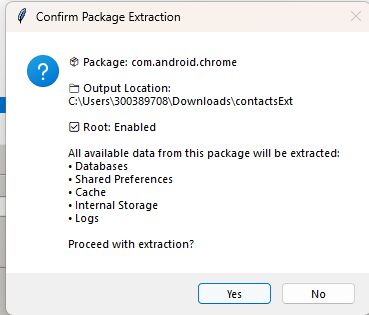 Confirm Package Extraction
Package: com.android.chrome
Output Location:
C:\Users\300389708\Downloads\contactsExt
Root: Enabled
All available data from this package will be extracted:
• Databases
• Shared Preferences
• Cache
• Internal Storage
• Logs
Proceed with extraction?
Yes
No